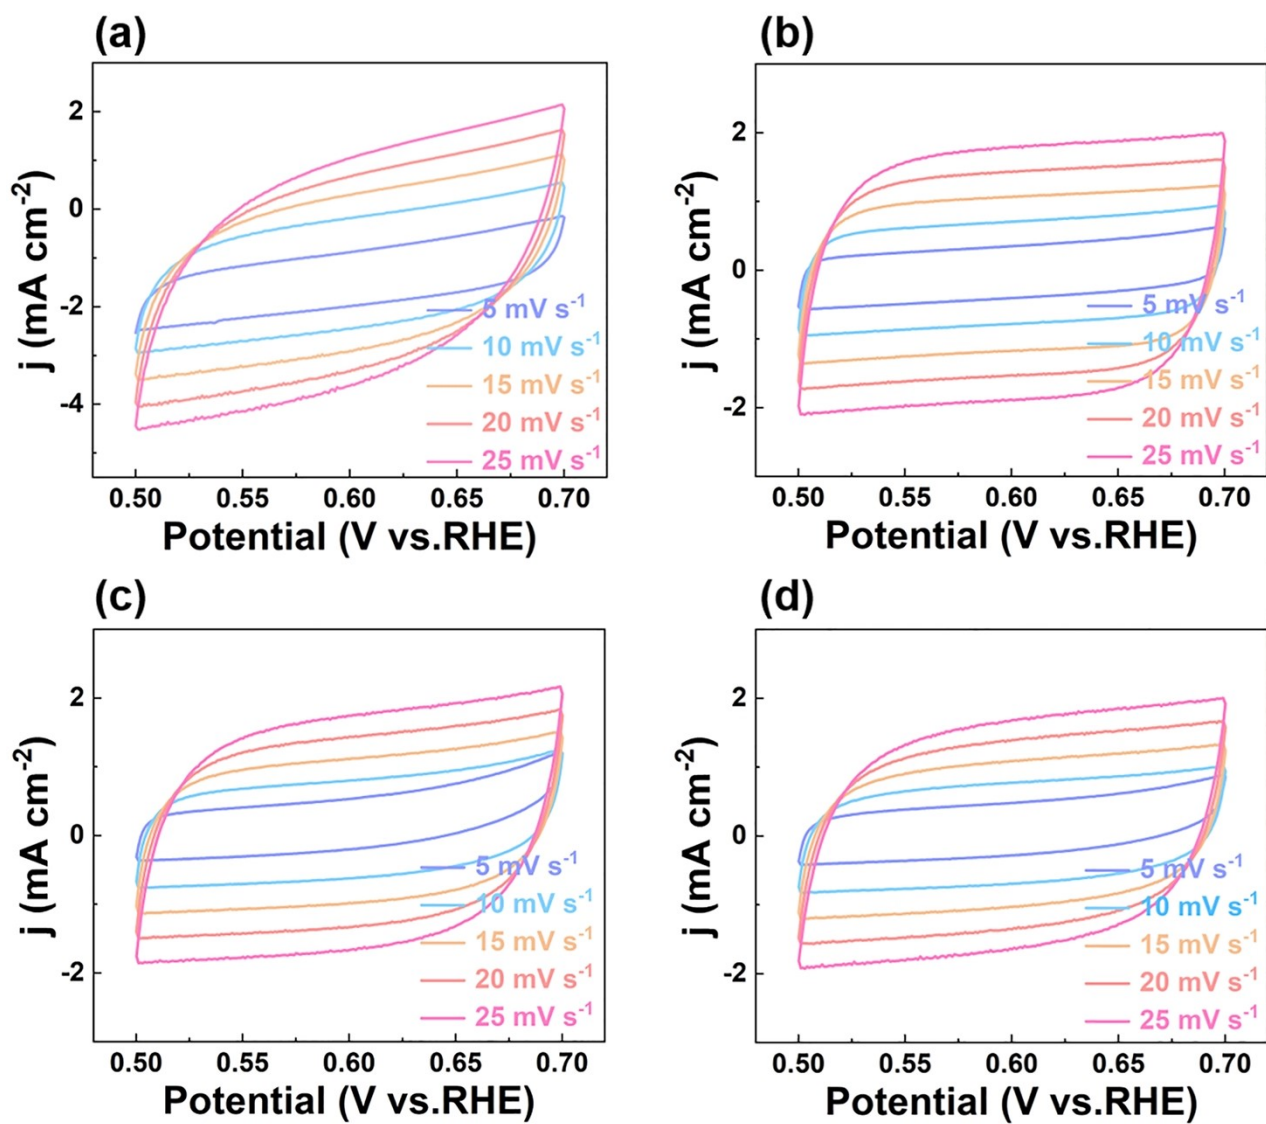 (a)
2
0
-2
-4
j (mA cm-2)
5 mV s-1
10 mV s-1
15 mV s-1
20 mV s-1
25 mV s-1
0.50 0.55 0.60 0.65 0.70
Potential (V vs.RHE)
(b)
2
0
-2
j (mA cm-2)
5 mV s-1
10 mV s-1
15 mV s-1
20 mV s-1
25 mV s-1
0.50 0.55 0.60 0.65 0.70
Potential (V vs.RHE)
(c)
2
0
-2
j (mA cm-2)
5 mV s-1
10 mV s-1
15 mV s-1
20 mV s-1
25 mV s-1
0.50 0.55 0.60 0.65 0.70
Potential (V vs.RHE)
(d)
2
0
-2
j (mA cm-2)
5 mV s-1
10 mV s-1
15 mV s-1
20 mV s-1
25 mV s-1
0.50 0.55 0.60 0.65 0.70
Potential (V vs.RHE)